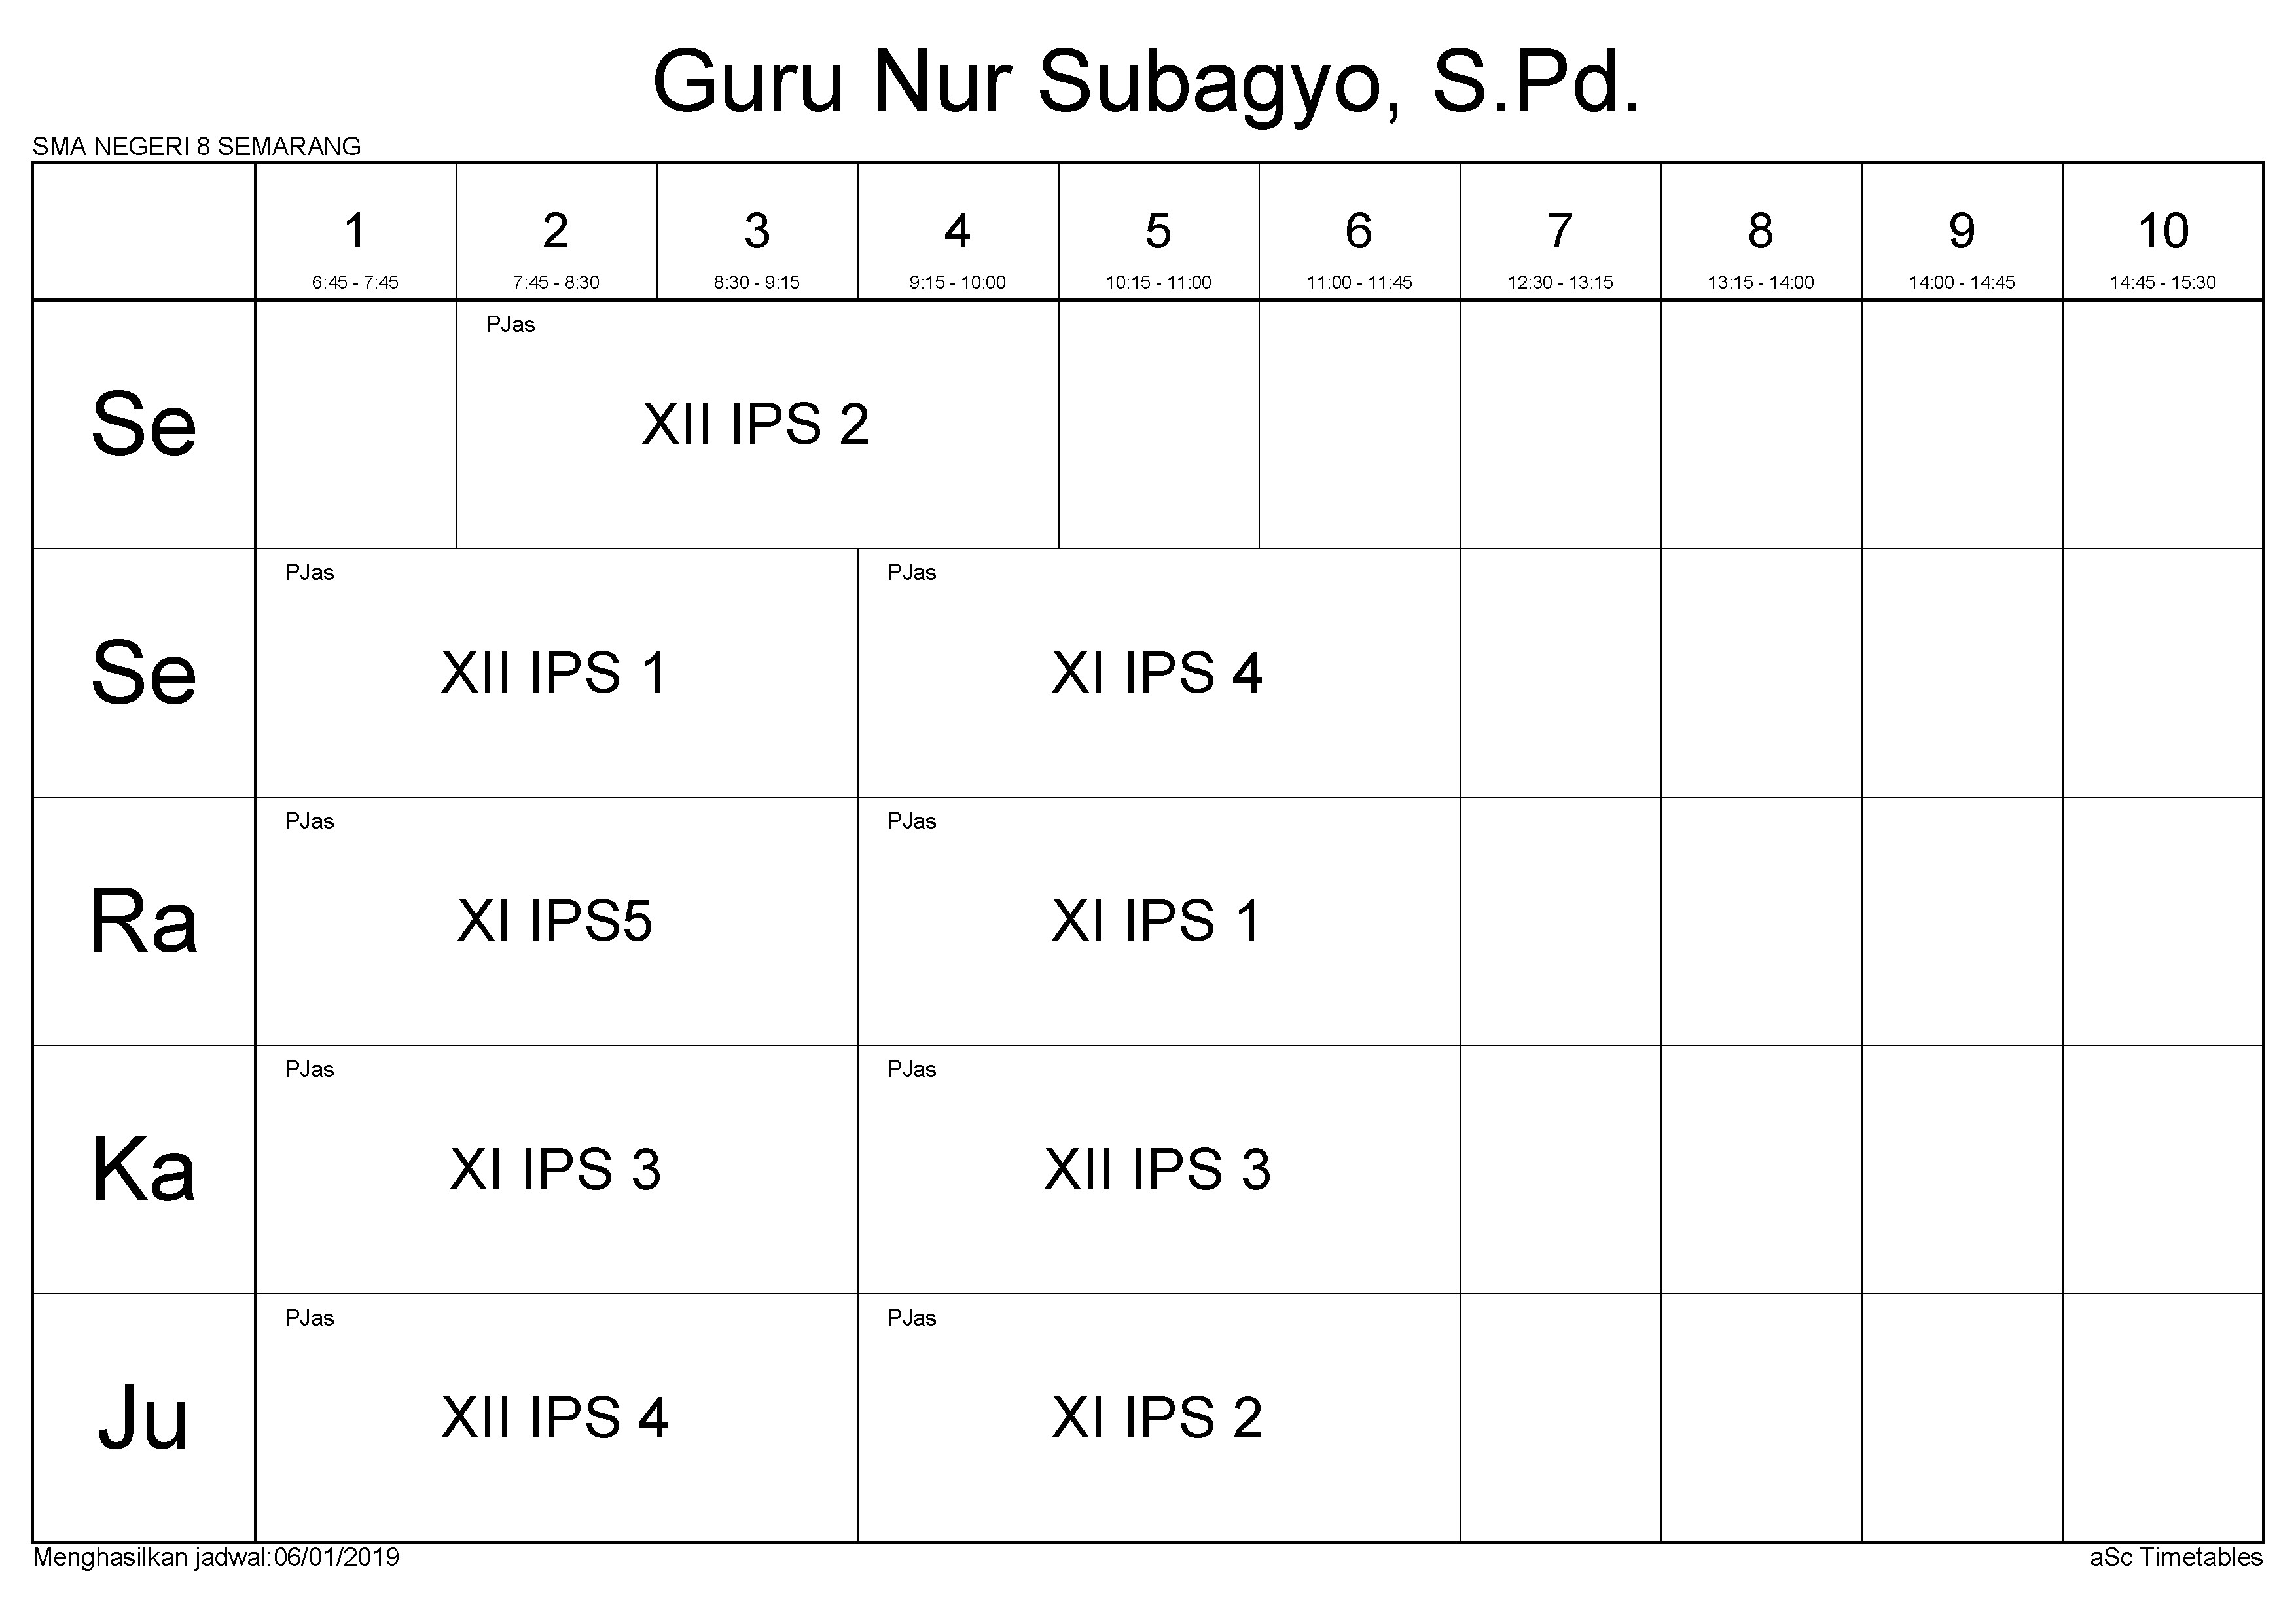 Guru Nur Subagyo, S.Pd.
SMA NEGERI 8 SEMARANG
1 2 3 4 5 6 7 8 9 10
6:45 - 7:45 7:45 - 8:30 8:30 - 9:15 9:15 - 10:00 10:15 - 11:00 11:00 - 11:45 12:30 - 13:15 13:15 - 14:00 14:00 - 14:45 14:45 - 15:30
PJas
Se XII IPS 2
PJas PJas
Se XII IPS 1 XI IPS 4
PJas PJas
Ra XI IPS5 XI IPS 1
PJas PJas
Ka XI IPS 3 XII IPS 3
PJas PJas
Ju XII IPS 4 XI IPS 2
Menghasilkan jadwal:06/01/2019 aSc Timetables